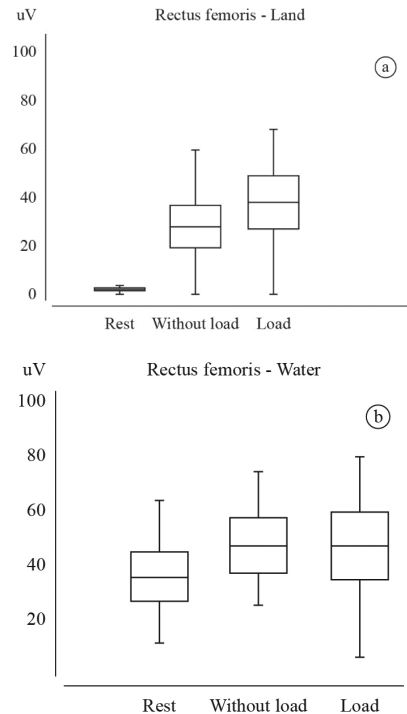 uV Rectus femoris - Land
100
a
80
60
40
20
0
Rest Without load Load
uV Rectus femoris - Water
100
b
80
60
40
20
Rest Without load Load